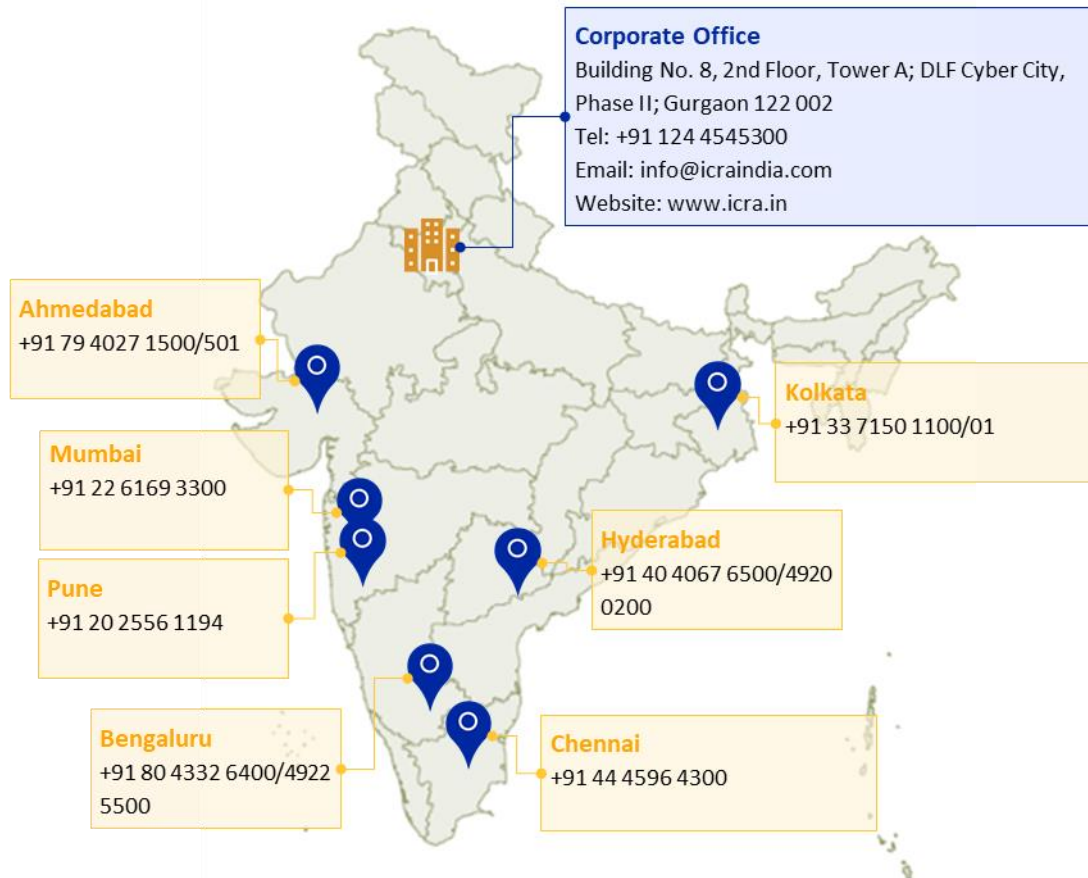 Corporate Office
Building No. 8, 2nd Floor, Tower A; DLF Cyber City,
Phase II; Gurgaon 122 002
Tel: +91 124 4545300
Email: info@icraindia.com
Website: www.icra.in
Ahmedabad
+91 79 4027 1500/501
Kolkata
+91 33 7150 1100/01
Mumbai
+91 22 6169 3300
Hyderabad
+91 40 4067 6500/4920
0200
Pune
+91 20 2556 1194
Bengaluru
+91 80 4332 6400/4922
5500
Chennai
+91 44 4596 4300